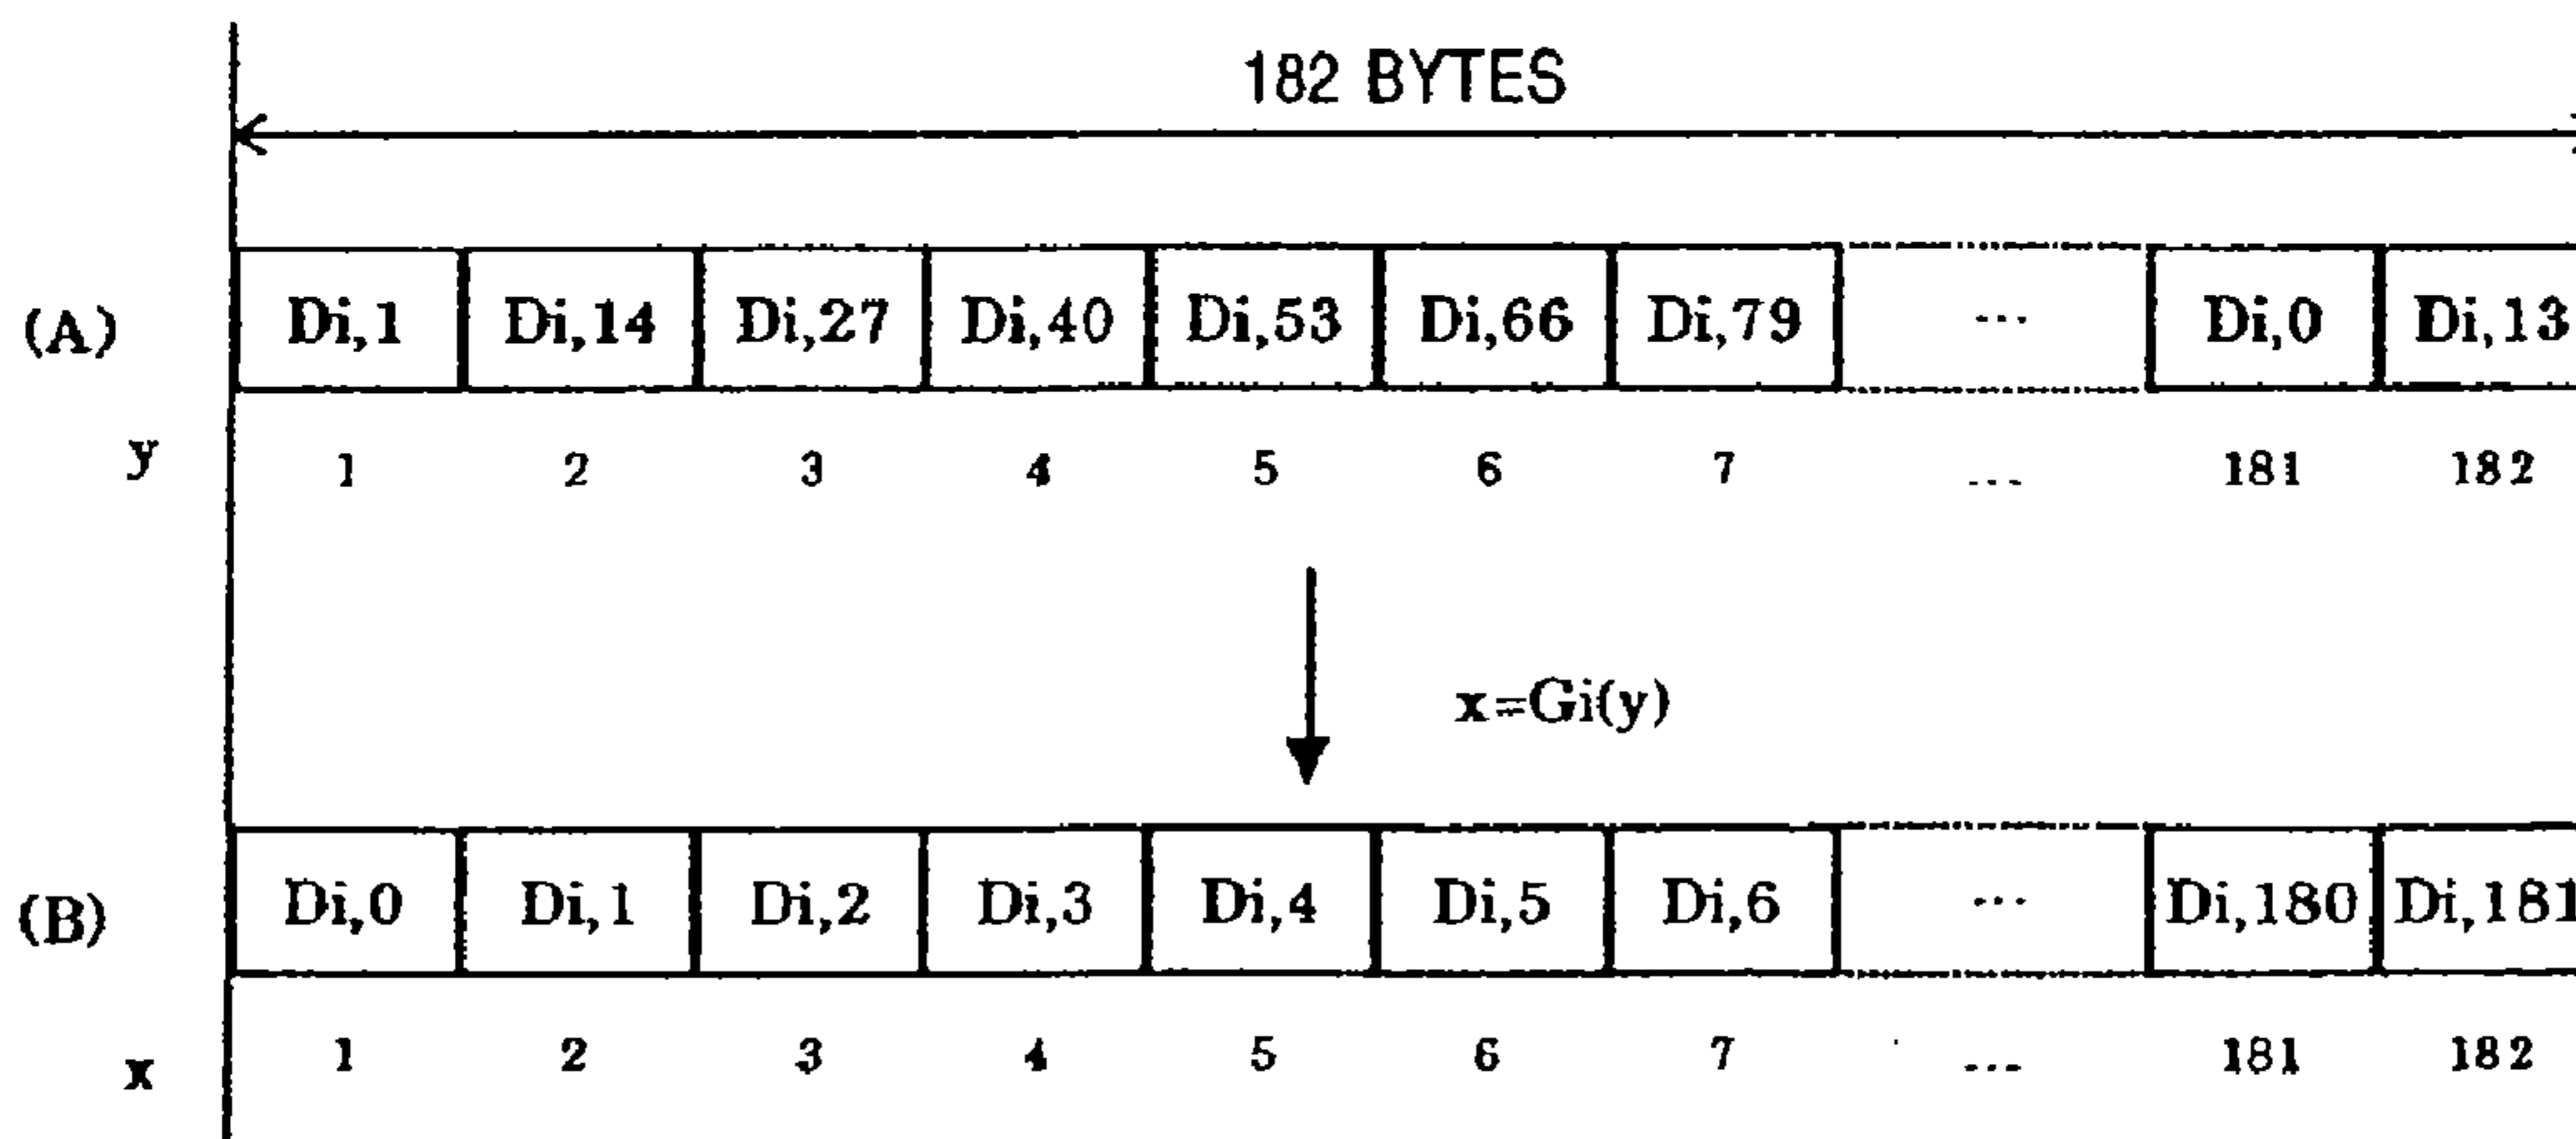 182 BYTES
(A) Di,1 Di,14 Di,27 Di,40 Di,53 Di,66 Di,79 ... Di,0 Di,13
y 1 2 3 4 5 6 7 ... 181 182
x=Gi(y)
(B) Di,0 Di,1 Di,2 Di,3 Di,4 Di,5 Di,6 ... Di,180 Di,181
x 1 2 3 4 5 6 7 ... 181 182